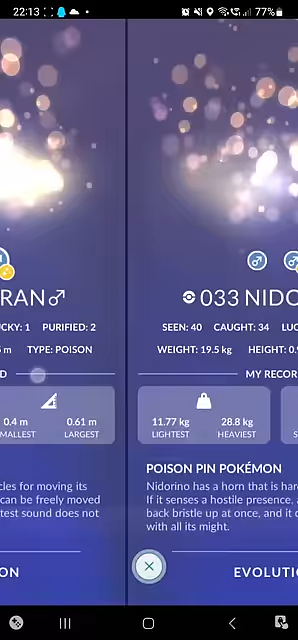 22:13
77%
RAN♂
CKY: 1 PURIFIED: 2
m TYPE: POISON
D
0.4 m 0.61 m
MALLEST LARGEST
cles for moving its
can be freely moved
test sound does not
ON
033 NIDO
SEEN: 40 CAUGHT: 34 LUC
WEIGHT: 19.5 kg HEIGHT: 0.
MY RECOR
11.77 kg 28.8 kg
LIGHTEST HEAVIEST
S
POISON PIN POKÉMON
Nidorino has a horn that is har
If it senses a hostile presence,
back bristle up at once, and it
with all its might.
EVOLUTI